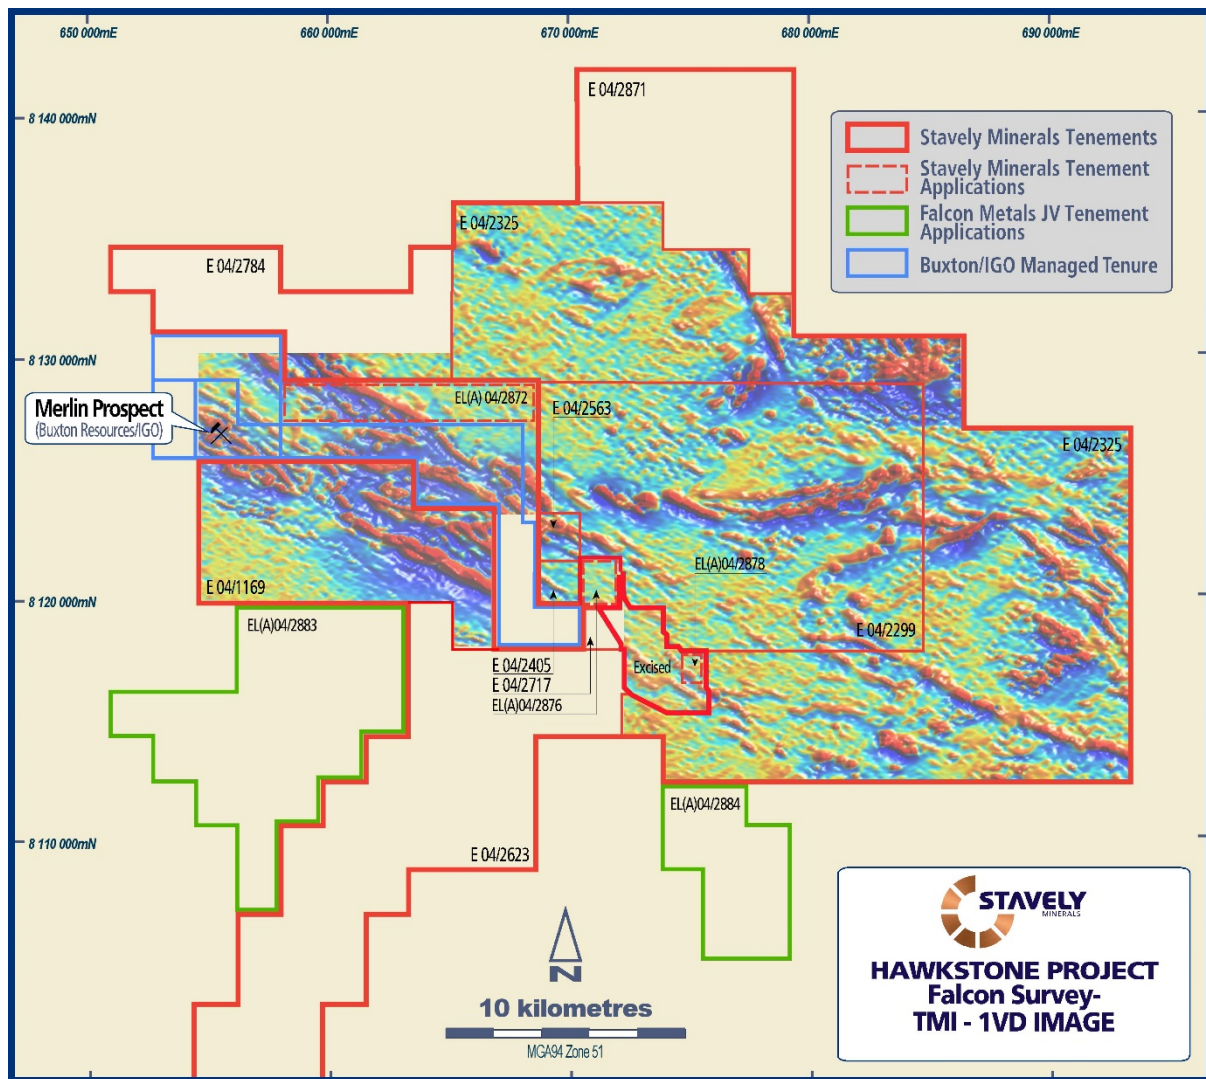 650 000mE
660 000mE
670 000mE
680 000mE
690 000mE
8 140 000mN
8 130 000mN
8 120 000mN
8 110 000mN
E 04/2871
Stavely Minerals Tenements
Stavely Minerals Tenement
Applications
Falcon Metals JV Tenement
Applications
Buxton/IGO Managed Tenure
E 04/2325
E 04/2784
EL(A) 04/2872
E 04/2563
Merlin Prospect
(Buxton Resources/IGO)
E 04/2325
EL(A)04/2878
E 04/1169
EL(A)04/2883
E 04/2299
E 04/2405
E 04/2717
EL(A)04/2876
Excised
EL(A)04/2884
E 04/2623
N
10 kilometres
MGA94 Zone 51
STAVELY
MINERALS
HAWKSTONE PROJECT
Falcon Survey-
TMI - 1VD IMAGE